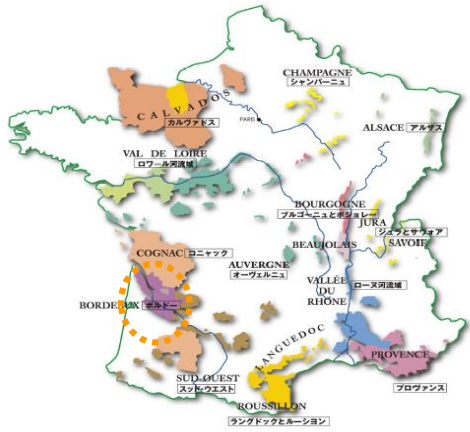 CHAMPAGNE
シャンパーニュ
CALVADOS
カルヴァドス
PARIS
ALSACE アルザス
VAL DE LOIRE
ロワール河流域
BOURGOGNE
ブルゴーニュとボジョレー
JURA
ジュラとサヴォア
SAVOIE
BEAUJOLAIS
COGNAC コニャック
AUVERGNE
オーヴェルニュ
VALLÉE
DU
RHÔNE
ローヌ河流域
BORDEAUX ボルドー
LANGUEDOC
PROVENCE
プロヴァンス
SUD-OUEST
スッド・ウエスト
ROUSSILLON
ラングドックとルーション